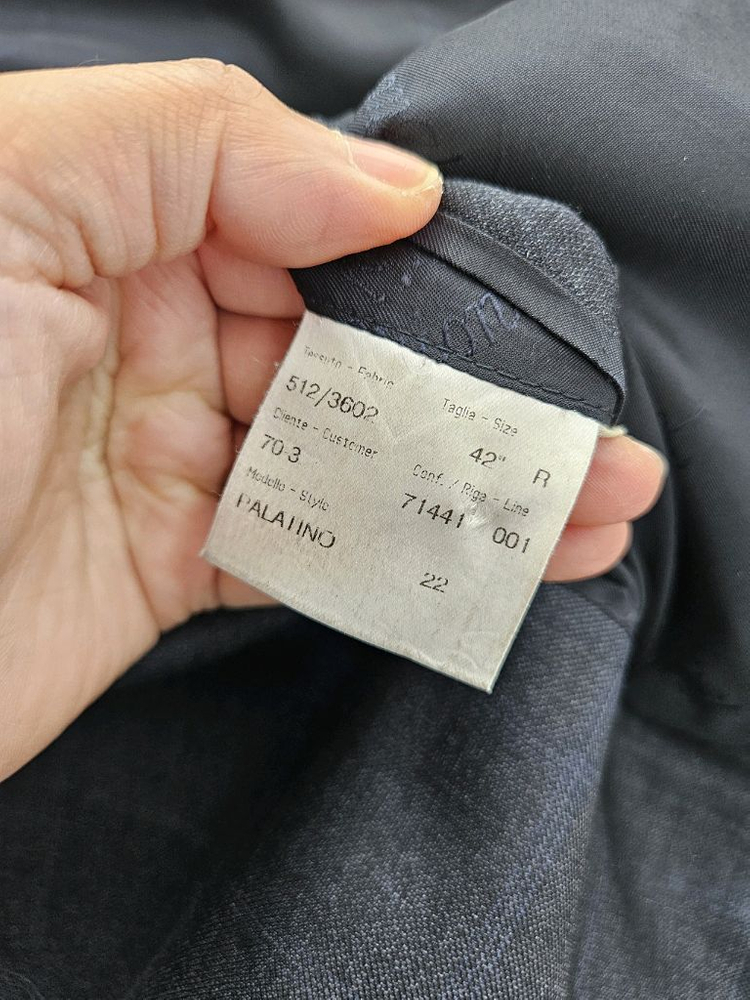 Tessuto - Fabric
512/3602
Taglia - Size
42" R
Cliente - Customer
70-3
Conf. / Riga - Line
71441 001
Modello - Style
PALATINO
22